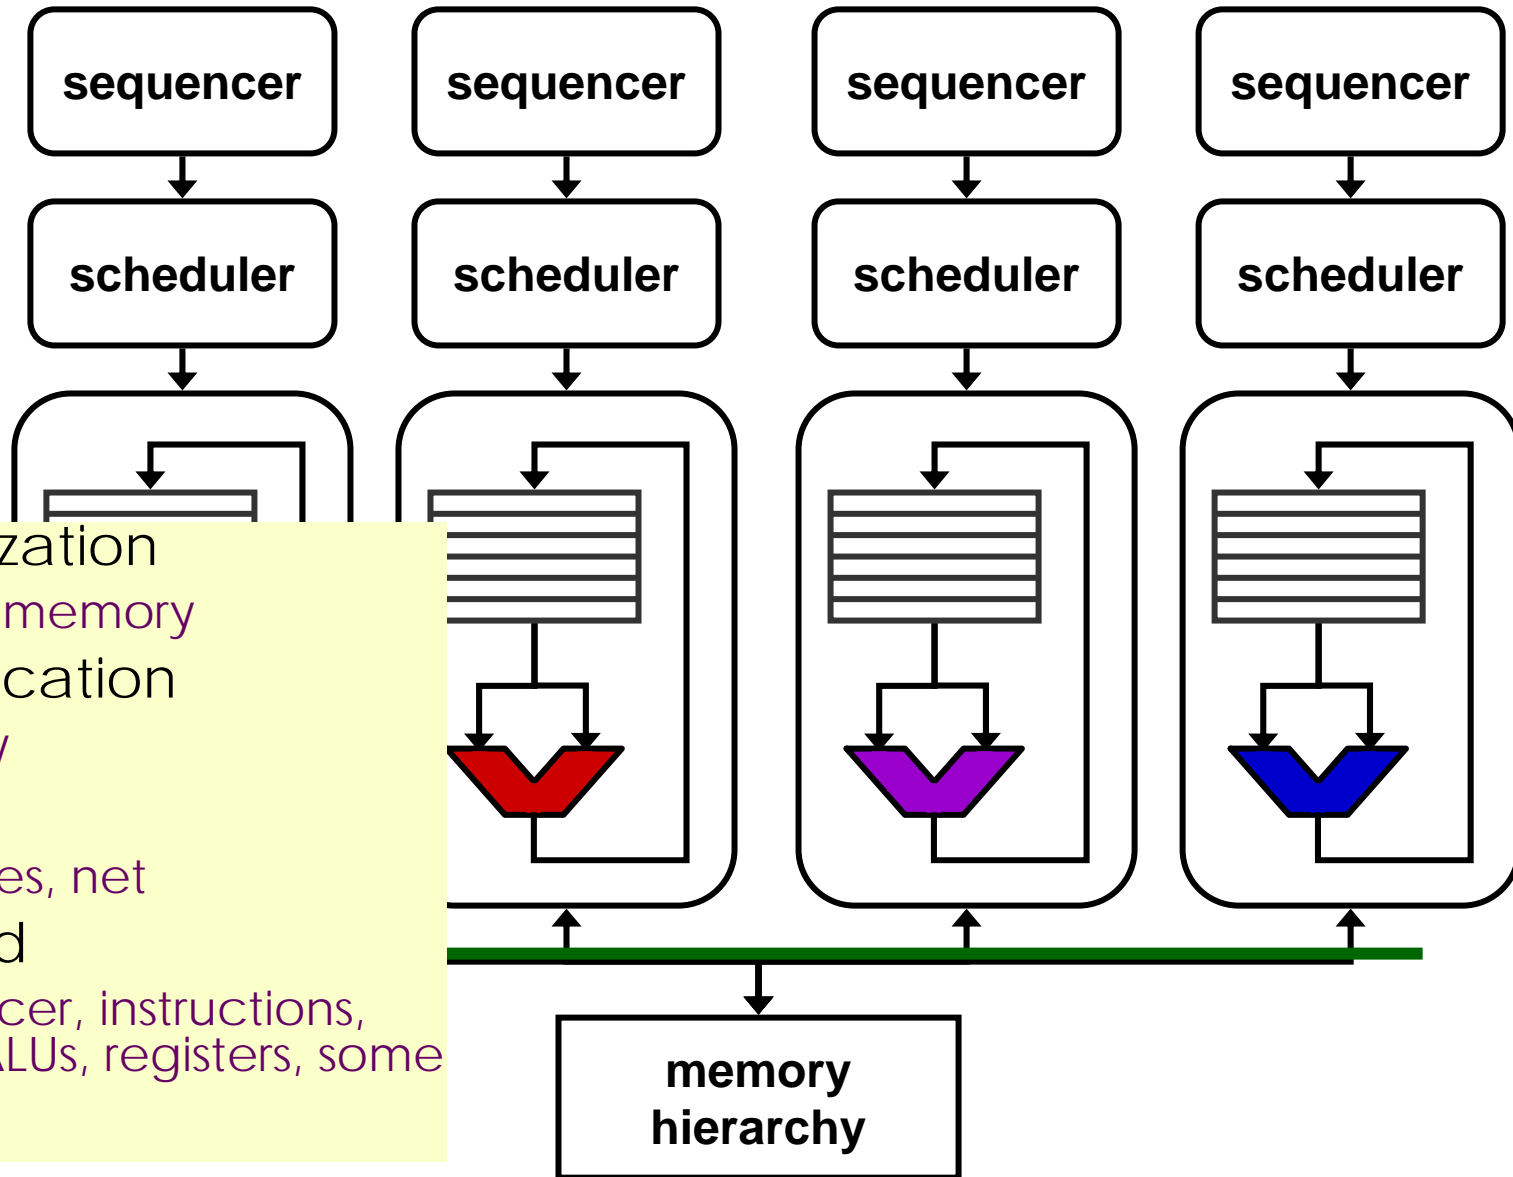 sequencer sequencer sequencer sequencer
scheduler scheduler scheduler scheduler
zation
memory
cation
es, net
d
cer, instructions,
ALUs, registers, some
memory
hierarchy